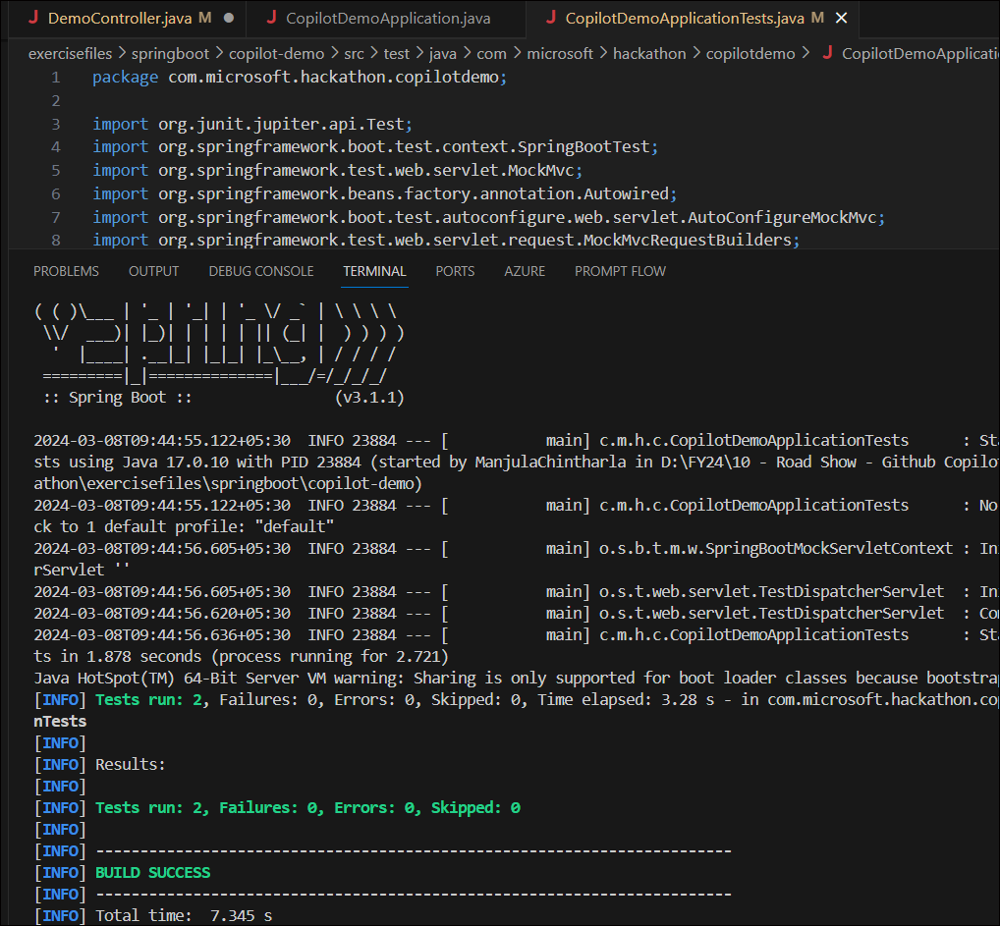 DemoController.java M
CopilotDemoApplication.java
CopilotDemoApplicationTests.java M
exercisefiles > springboot > copilot-demo > src > test > java > com > microsoft > hackathon > copilotdemo > CopilotDemoApplicati
1 package com.microsoft.hackathon.copilotdemo;
2
3 import org.junit.jupiter.api.Test;
4 import org.springframework.boot.test.context.SpringBootTest;
5 import org.springframework.test.web.servlet.MockMvc;
6 import org.springframework.beans.factory.annotation.Autowired;
7 import org.springframework.boot.test.autoconfigure.web.servlet.AutoConfigureMockMvc;
8 import org.springframework.test.web.servlet.request.MockMvcRequestBuilders;
PROBLEMS OUTPUT DEBUG CONSOLE TERMINAL PORTS AZURE PROMPT FLOW
( ( )\___ | '_ | '_| | '_ \/ _` | \ \ \ \
 \\/  ___)| |_)| | | | | || (_| |  ) ) ) )
  '  |____| .__|_| |_|_| |_\__, | / / / /
 =========|_|==============|___/=/_/_/_/
 :: Spring Boot ::                (v3.1.1)
2024-03-08T09:44:55.122+05:30  INFO 23884 --- [           main] c.m.h.c.CopilotDemoApplicationTests      : Sta
sts using Java 17.0.10 with PID 23884 (started by ManjulaChintharla in D:\FY24\10 - Road Show - Github Copilot
athon\exercisefiles\springboot\copilot-demo)
2024-03-08T09:44:55.122+05:30  INFO 23884 --- [           main] c.m.h.c.CopilotDemoApplicationTests      : No
ck to 1 default profile: "default"
2024-03-08T09:44:56.605+05:30  INFO 23884 --- [           main] o.s.b.t.m.w.SpringBootMockServletContext : Ini
rServlet ''
2024-03-08T09:44:56.605+05:30  INFO 23884 --- [           main] o.s.t.web.servlet.TestDispatcherServlet  : Ini
2024-03-08T09:44:56.620+05:30  INFO 23884 --- [           main] o.s.t.web.servlet.TestDispatcherServlet  : Com
2024-03-08T09:44:56.636+05:30  INFO 23884 --- [           main] c.m.h.c.CopilotDemoApplicationTests      : Sta
ts in 1.878 seconds (process running for 2.721)
Java HotSpot(TM) 64-Bit Server VM warning: Sharing is only supported for boot loader classes because bootstrap
[INFO] Tests run: 2, Failures: 0, Errors: 0, Skipped: 0, Time elapsed: 3.28 s - in com.microsoft.hackathon.cop
nTests
[INFO]
[INFO] Results:
[INFO]
[INFO] Tests run: 2, Failures: 0, Errors: 0, Skipped: 0
[INFO]
[INFO] ------------------------------------------------------------------------
[INFO] BUILD SUCCESS
[INFO] ------------------------------------------------------------------------
[INFO] Total time:  7.345 s